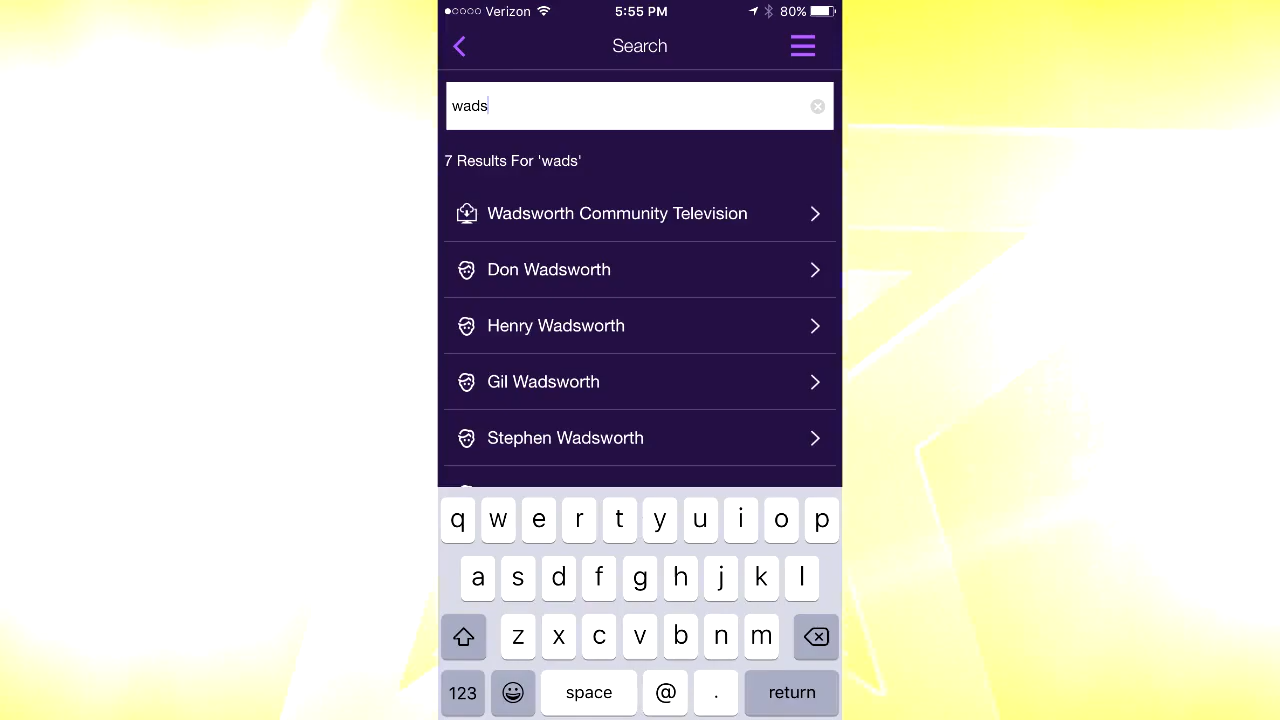 Verizon 5:55 PM 80%
Search
wads
7 Results For 'wads'
Wadsworth Community Television
Don Wadsworth
Henry Wadsworth
Gil Wadsworth
Stephen Wadsworth
q w e r t y u i o p
a s d f g h j k l
z x c v b n m
123 space @ . return